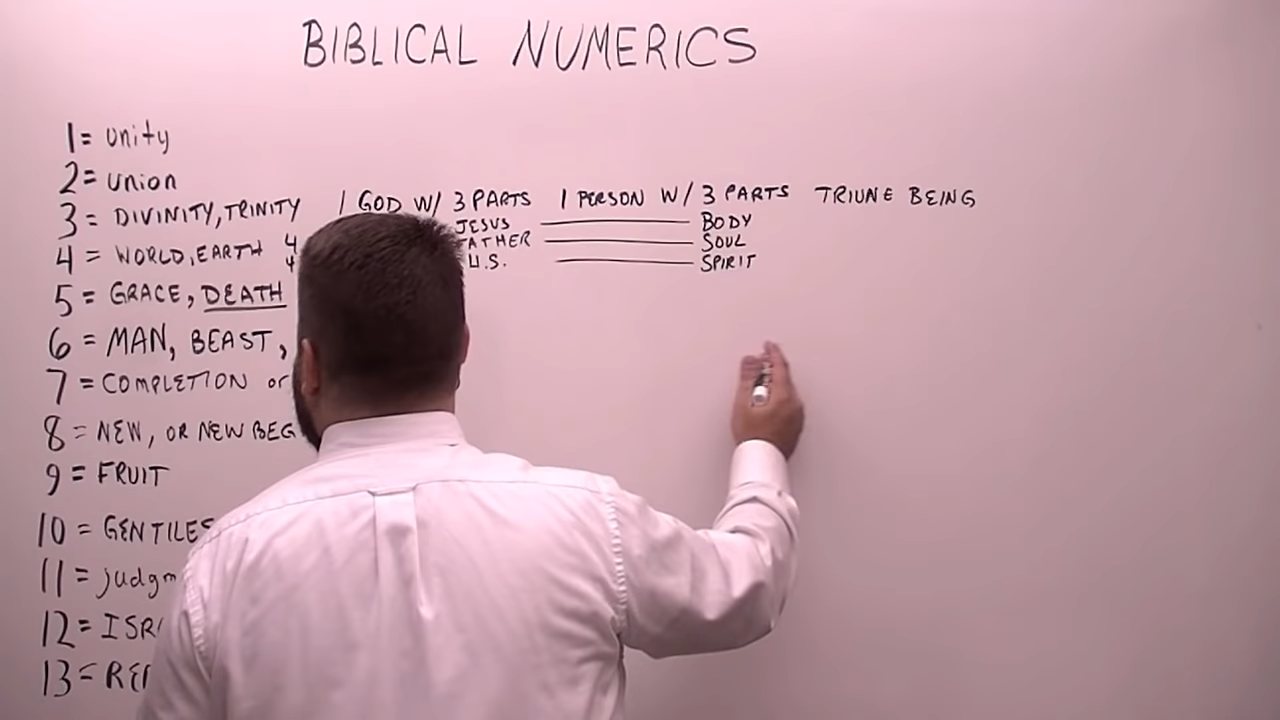 BIBLICAL NUMERICS
1= unity
2= union
3= DIVINITY, TRINITY 1 GOD W/ 3 PARTS 1 PERSON W/ 3 PARTS TRIUNE BEING
JESUS BODY
SOUL
SPIRIT
4= WORLD, EARTH 4
4
5= GRACE, DEATH
6= MAN, BEAST,
7= COMPLETION or
8= NEW, OR NEW
9= FRUIT
10= GENTILES
11=
12=
13=